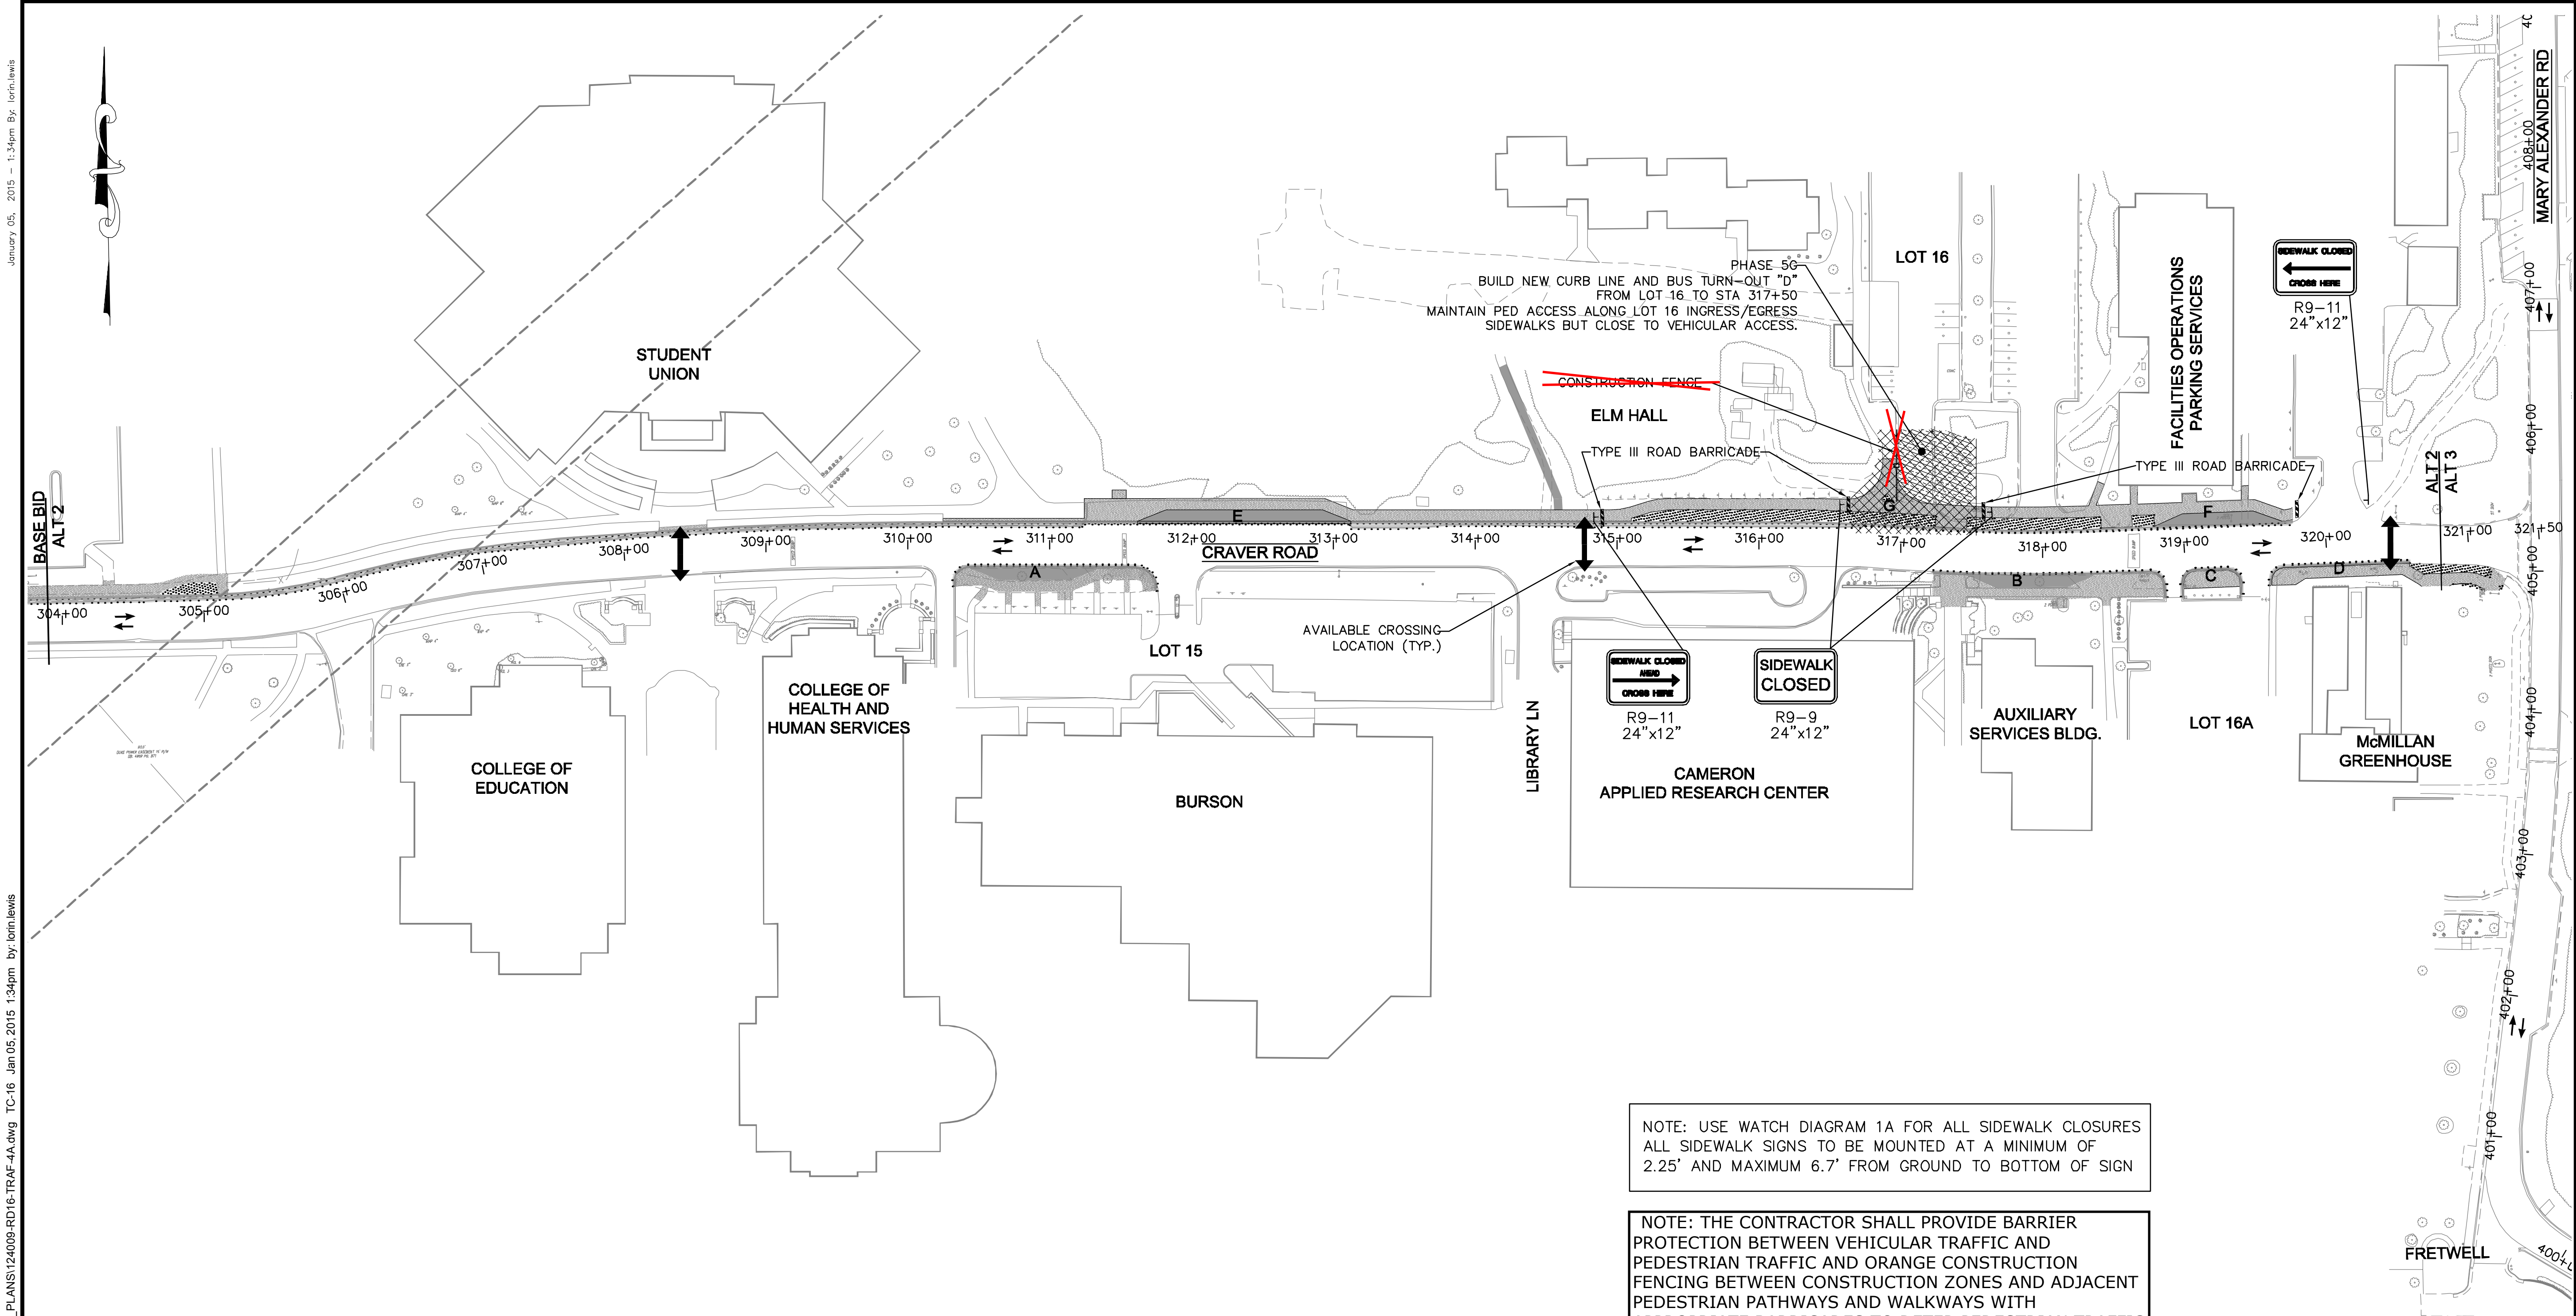 January 05, 2015 - 1:34pm By: lorin.lewis
_PLANS\124009-RD16-TRAF-4A.dwg TC-16 Jan 05, 2015 1:34pm by: lorin.lewis
STUDENT
UNION
BASE BID
ALT 2
304+00
305+00
306+00
307+00
308+00
309+00
310+00
311+00
312+00
313+00
314+00
315+00
316+00
317+00
318+00
319+00
320+00
321+00
321+50
CRAVER ROAD
A
B
C
D
E
F
G
PHASE 5G
BUILD NEW CURB LINE AND BUS TURN-OUT "D"
FROM LOT 16 TO STA 317+50
MAINTAIN PED ACCESS ALONG LOT 16 INGRESS/EGRESS
SIDEWALKS BUT CLOSE TO VEHICULAR ACCESS.
CONSTRUCTION FENCE
ELM HALL
TYPE III ROAD BARRICADE
LOT 16
FACILITIES OPERATIONS
PARKING SERVICES
TYPE III ROAD BARRICADE
SIDEWALK CLOSED
CROSS HERE
R9-11
24"x12"
ALT 2
ALT 3
MARY ALEXANDER RD
408+00
407+00
406+00
405+00
404+00
403+00
402+00
401+00
AVAILABLE CROSSING
LOCATION (TYP.)
LOT 15
LIBRARY LN
SIDEWALK CLOSED
AHEAD
CROSS HERE
R9-11
24"x12"
SIDEWALK
CLOSED
R9-9
24"x12"
COLLEGE OF
EDUCATION
COLLEGE OF
HEALTH AND
HUMAN SERVICES
BURSON
CAMERON
APPLIED RESEARCH CENTER
AUXILIARY
SERVICES BLDG.
LOT 16A
McMILLAN
GREENHOUSE
FRETWELL
NOTE: USE WATCH DIAGRAM 1A FOR ALL SIDEWALK CLOSURES
ALL SIDEWALK SIGNS TO BE MOUNTED AT A MINIMUM OF
2.25' AND MAXIMUM 6.7' FROM GROUND TO BOTTOM OF SIGN
NOTE: THE CONTRACTOR SHALL PROVIDE BARRIER
PROTECTION BETWEEN VEHICULAR TRAFFIC AND
PEDESTRIAN TRAFFIC AND ORANGE CONSTRUCTION
FENCING BETWEEN CONSTRUCTION ZONES AND ADJACENT
PEDESTRIAN PATHWAYS AND WALKWAYS WITH